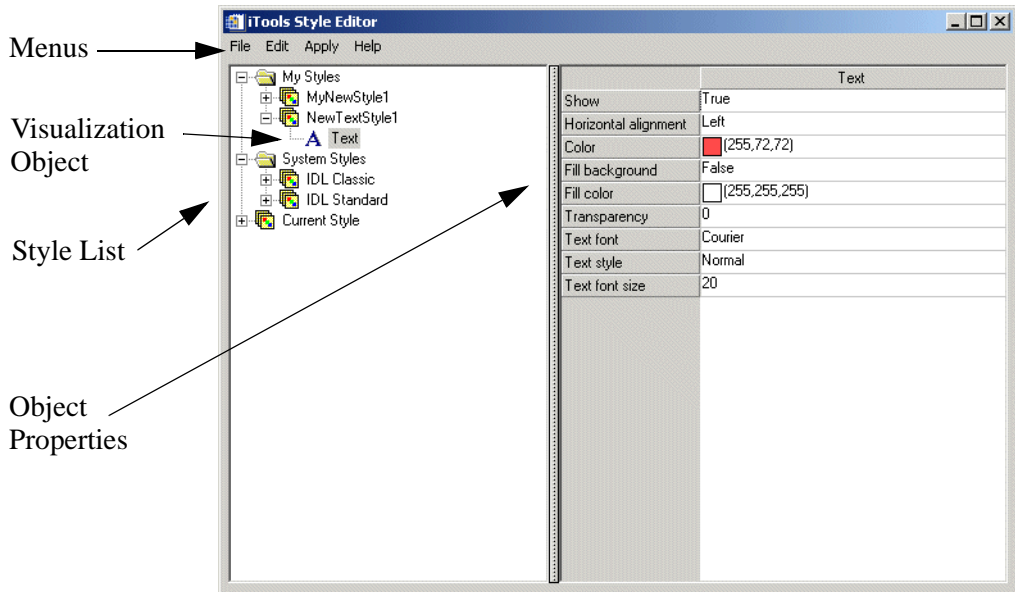 iTools Style Editor
Menus
File Edit Apply Help
My Styles
MyNewStyle1
NewTextStyle1
Text
System Styles
IDL Classic
IDL Standard
Current Style
Visualization
Object
Style List
Object
Properties
Text
Show True
Horizontal alignment Left
Color (255,72,72)
Fill background False
Fill color (255,255,255)
Transparency 0
Text font Courier
Text style Normal
Text font size 20